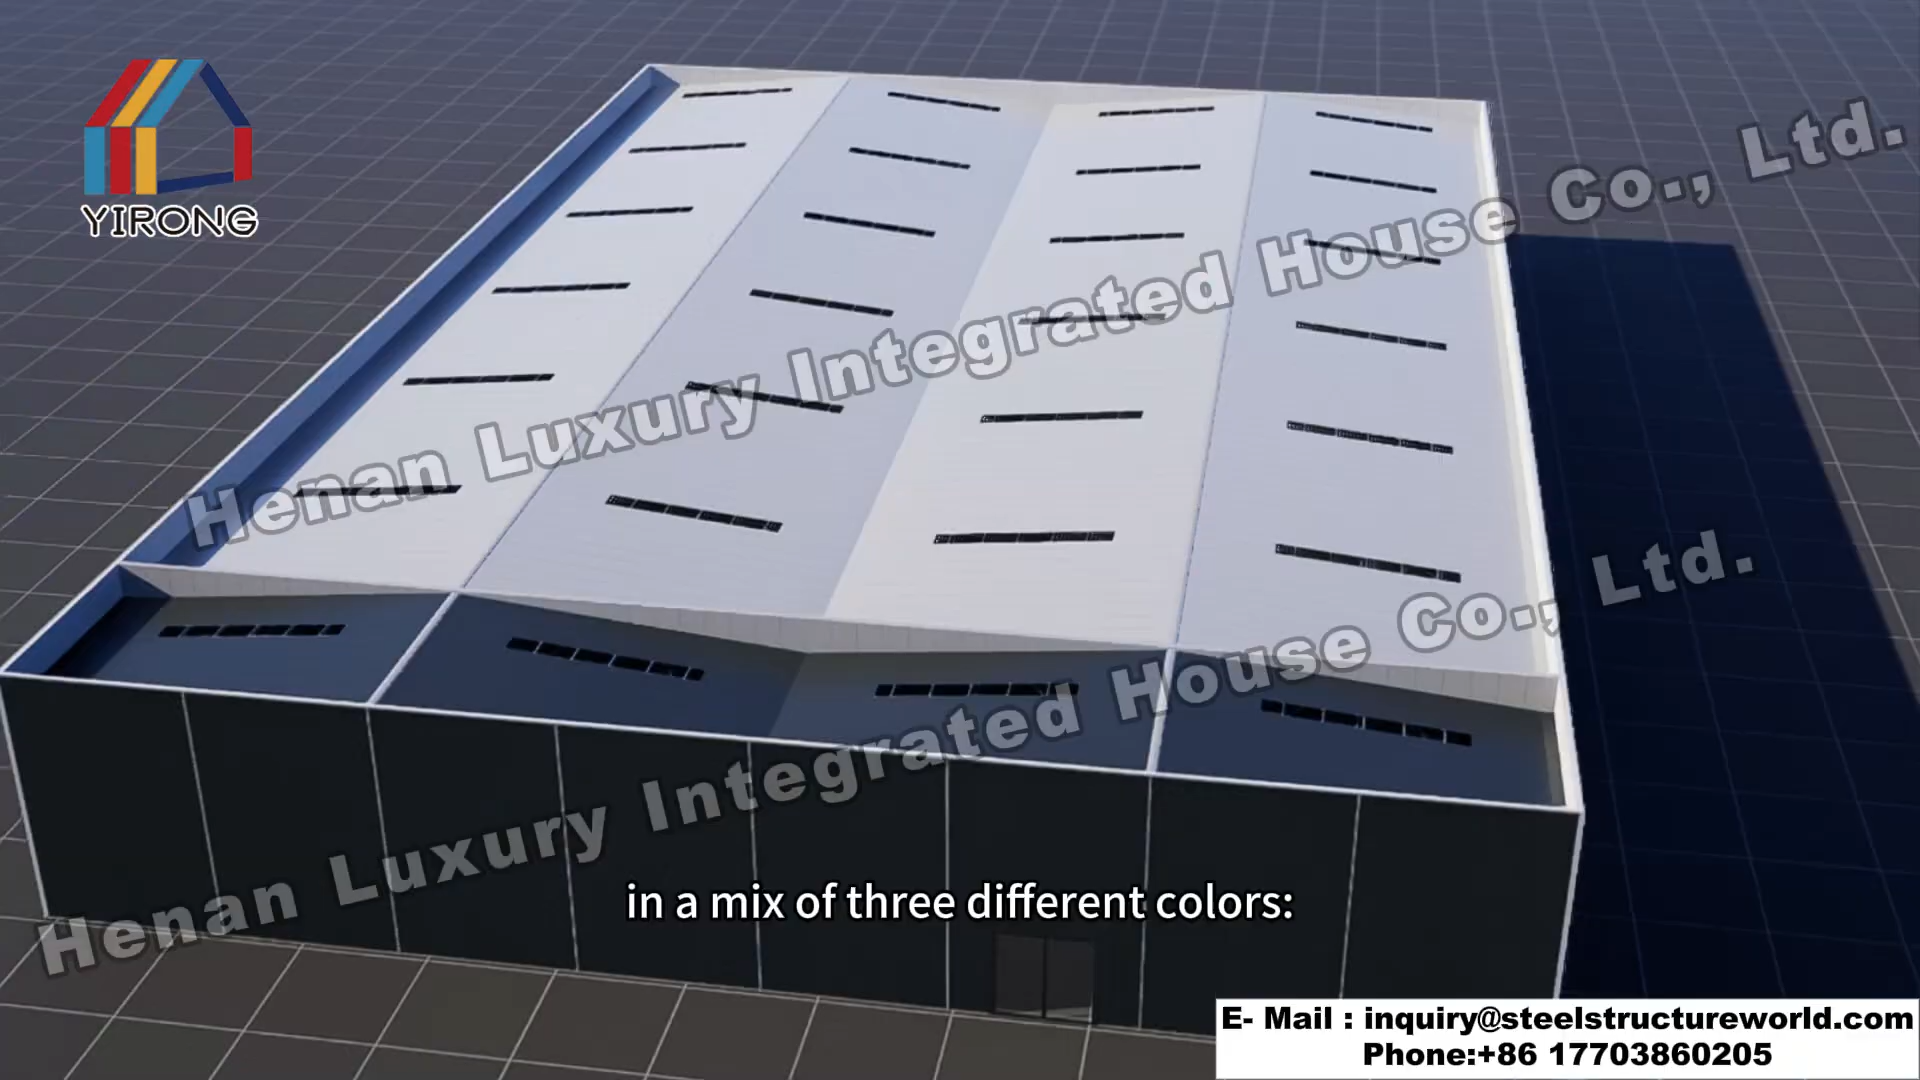 YIRONG
Henan Luxury Integrated House Co., Ltd.
Henan Luxury Integrated House Co., Ltd.
in a mix of three different colors:
E- Mail : inquiry@steelstructureworld.com
Phone:+86 17703860205